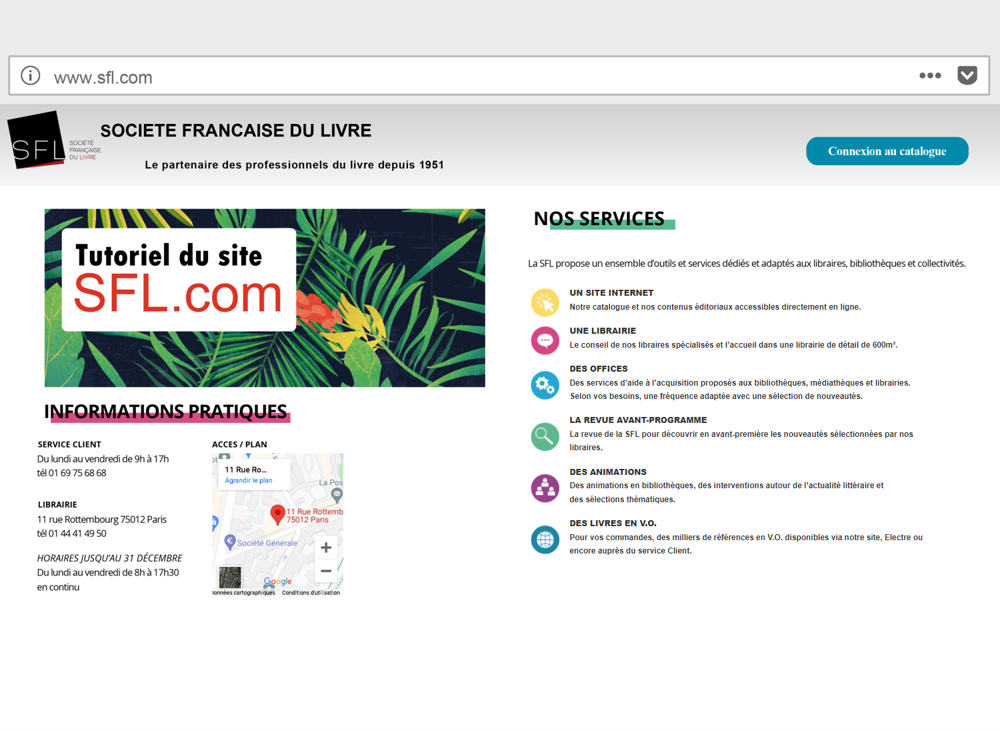 www.sfl.com
SFL
SOCIÉTÉ
FRANÇAISE
DU LIVRE
SOCIETE FRANCAISE DU LIVRE
Le partenaire des professionnels du livre depuis 1951
Connexion au catalogue
Tutoriel du site
SFL.com
INFORMATIONS PRATIQUES
SERVICE CLIENT
Du lundi au vendredi de 9h à 17h
tél 01 69 75 68 68
LIBRAIRIE
11 rue Rottembourg 75012 Paris
tél 01 44 41 49 50
HORAIRES JUSQU'AU 31 DÉCEMBRE
Du lundi au vendredi de 8h à 17h30
en continu
ACCES / PLAN
11 Rue Ro...
Agrandir le plan
La Pos
11 Rue Rottemb
75012 Paris
Société Générale
Google
onnées cartographiques Conditions d'utilisation
NOS SERVICES
La SFL propose un ensemble d'outils et services dédiés et adaptés aux libraires, bibliothèques et collectivités.
UN SITE INTERNET
Notre catalogue et nos contenus éditoriaux accessibles directement en ligne.
UNE LIBRAIRIE
Le conseil de nos libraires spécialisés et l'accueil dans une librairie de détail de 600m².
DES OFFICES
Des services d'aide à l'acquisition proposés aux bibliothèques, médiathèques et librairies.
Selon vos besoins, une fréquence adaptée avec une sélection de nouveautés.
LA REVUE AVANT-PROGRAMME
La revue de la SFL pour découvrir en avant-première les nouveautés sélectionnées par nos
libraires.
DES ANIMATIONS
Des animations en bibliothèques, des interventions autour de l'actualité littéraire et
des sélections thématiques.
DES LIVRES EN V.O.
Pour vos commandes, des milliers de références en V.O. disponibles via notre site, Electre ou
encore auprès du service Client.